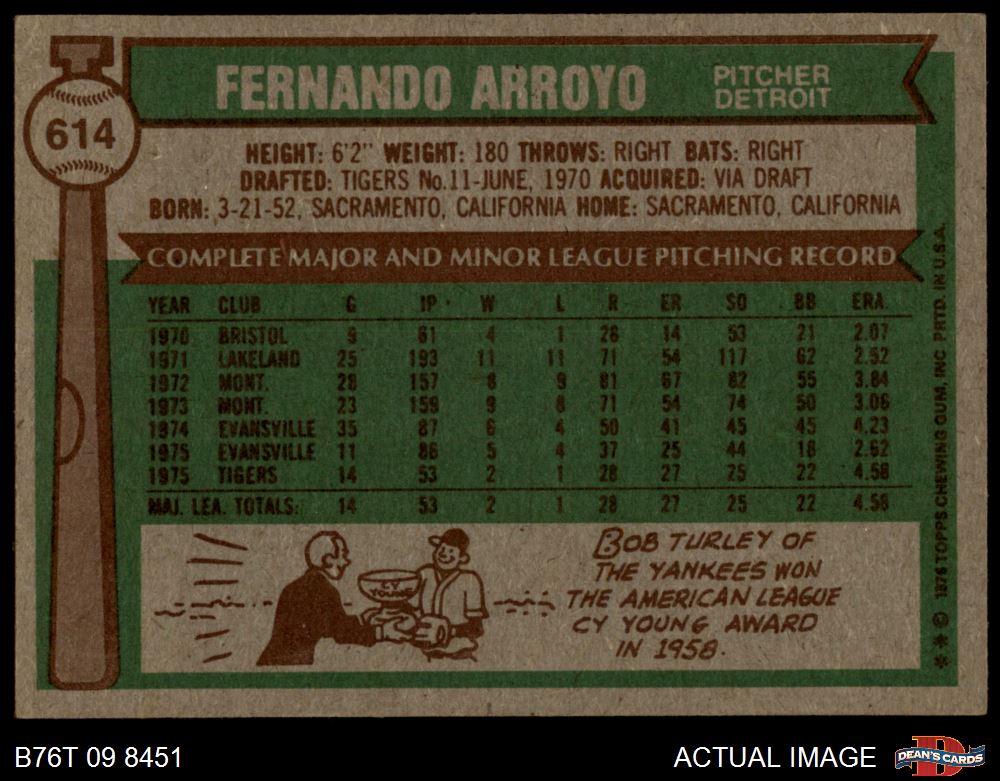 614
FERNANDO ARROYO
PITCHER
DETROIT
HEIGHT: 6'2" WEIGHT: 180 THROWS: RIGHT BATS: RIGHT
DRAFTED: TIGERS No.11-JUNE, 1970 ACQUIRED: VIA DRAFT
BORN: 3-21-52, SACRAMENTO, CALIFORNIA HOME: SACRAMENTO, CALIFORNIA
COMPLETE MAJOR AND MINOR LEAGUE PITCHING RECORD
YEAR CLUB G IP W L R ER SO BB ERA
1970 BRISTOL 9 61 4 1 26 14 53 21 2.07
1971 LAKELAND 25 193 11 11 71 54 117 62 2.52
1972 MONT. 28 157 8 9 81 67 82 55 3.84
1973 MONT. 23 159 9 8 71 54 74 50 3.06
1974 EVANSVILLE 35 87 6 4 50 41 45 45 4.23
1975 EVANSVILLE 11 86 5 4 37 25 44 18 2.62
1975 TIGERS 14 53 2 1 28 27 25 22 4.58
MAJ. LEA. TOTALS: 14 53 2 1 28 27 25 22 4.58
CY
YOUNG
BOB TURLEY OF
THE YANKEES WON
THE AMERICAN LEAGUE
CY YOUNG AWARD
IN 1958.
** © 1976 TOPPS CHEWING GUM, INC PRTD. IN U.S.A.
B76T 09 8451
ACTUAL IMAGE
D
DEAN'S CARDS